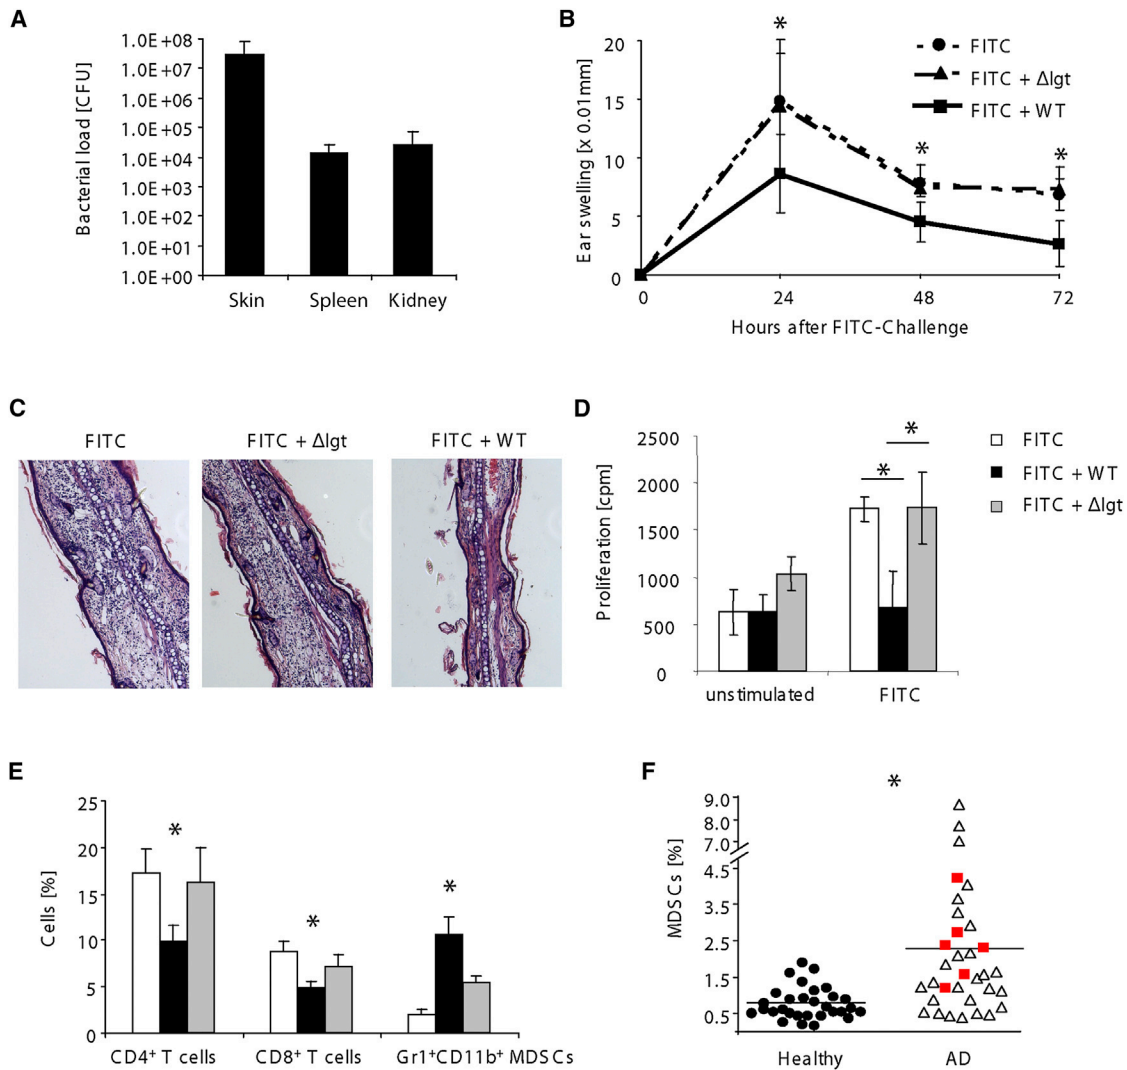 A
1.0E +08
1.0E+07
1.0E+06
1.0E+05
1.0E+04
1.0E+03
1.0E+02
1.0E+01
1.0E+00
Bacterial load [CFU]
Skin Spleen Kidney
B
*
20
15
10
5
0
Ear swelling [x 0.01mm]
FITC
FITC + Δlgt
FITC + WT
* *
0 24 48 72
Hours after FITC-Challenge
C
FITC FITC + Δlgt FITC + WT
D
2500
2000
1500
1000
500
0
Proliferation [cpm]
*
*
FITC
FITC + WT
FITC + Δlgt
unstimulated FITC
E
25
20
15
10
5
0
Cells [%]
* * *
CD4+ T cells CD8+ T cells Gr1+CD11b+ MDSCs
F
*
9.0
8.0
7.0
4.5
3.5
2.5
1.5
0.5
MDSCs [%]
Healthy AD